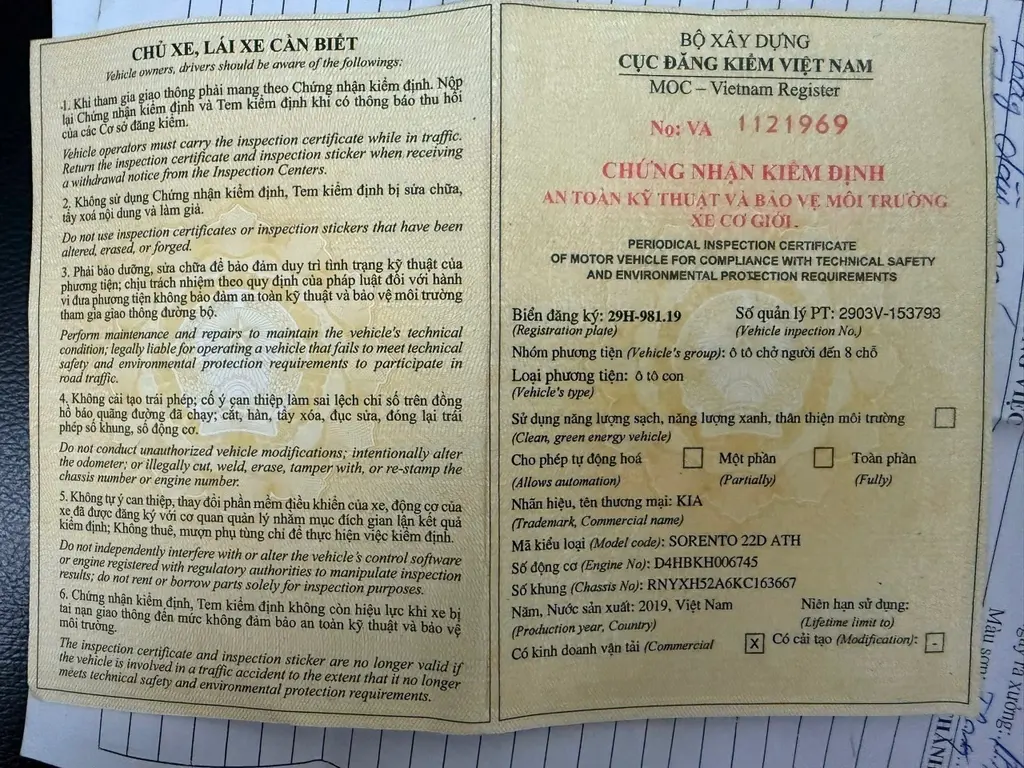 CHỦ XE, LÁI XE CẦN BIẾT
Vehicle owners, drivers should be aware of the followings:
1. Khi tham gia giao thông phải mang theo Chứng nhận kiểm định. Nộp
lại Chứng nhận kiểm định và Tem kiểm định khi có thông báo thu hồi
của các Cơ sở đăng kiểm.
Vehicle operators must carry the inspection certificate while in traffic.
Return the inspection certificate and inspection sticker when receiving
a withdrawal notice from the Inspection Centers.
2. Không sử dụng Chứng nhận kiểm định, Tem kiểm định bị sửa chữa,
tẩy xoá nội dung và làm giả.
Do not use inspection certificates or inspection stickers that have been
altered, erased, or forged.
3. Phải bảo dưỡng, sửa chữa để bảo đảm duy trì tình trạng kỹ thuật của
phương tiện; chịu trách nhiệm theo quy định của pháp luật đối với hành
vi đưa phương tiện không bảo đảm an toàn kỹ thuật và bảo vệ môi trường
tham gia giao thông đường bộ.
Perform maintenance and repairs to maintain the vehicle's technical
condition; legally liable for operating a vehicle that fails to meet technical
safety and environmental protection requirements to participate in
road traffic.
4. Không cải tạo trái phép; cố ý can thiệp làm sai lệch chỉ số trên đồng
hồ báo quãng đường đã chạy; cắt, hàn, tẩy xóa, đục sửa, đóng lại trái
phép số khung, số động cơ.
Do not conduct unauthorized vehicle modifications; intentionally alter
the odometer; or illegally cut, weld, erase, tamper with, or re-stamp the
chassis number or engine number.
5. Không tự ý can thiệp, thay đổi phần mềm điều khiển của xe, động cơ của
xe đã được đăng ký với cơ quan quản lý nhằm mục đích gian lận kết quả
kiểm định; Không thuê, mượn phụ tùng chỉ để thực hiện việc kiểm định.
Do not independently interfere with or alter the vehicle's control software
or engine registered with regulatory authorities to manipulate inspection
results; do not rent or borrow parts solely for inspection purposes.
6. Chứng nhận kiểm định, Tem kiểm định không còn hiệu lực khi xe bị
tai nạn giao thông đến mức không đảm bảo an toàn kỹ thuật và bảo vệ
môi trường.
The inspection certificate and inspection sticker are no longer valid if
the vehicle is involved in a traffic accident to the extent that it no longer
meets technical safety and environmental protection requirements.
BỘ XÂY DỰNG
CỤC ĐĂNG KIỂM VIỆT NAM
MOC – Vietnam Register
No: VA 1121969
CHỨNG NHẬN KIỂM ĐỊNH
AN TOÀN KỸ THUẬT VÀ BẢO VỆ MÔI TRƯỜNG
XE CƠ GIỚI
PERIODICAL INSPECTION CERTIFICATE
OF MOTOR VEHICLE FOR COMPLIANCE WITH TECHNICAL SAFETY
AND ENVIRONMENTAL PROTECTION REQUIREMENTS
Biển đăng ký: 29H-981.19 Số quản lý PT: 2903V-153793
(Registration plate) (Vehicle inspection No.)
Nhóm phương tiện (Vehicle's group): ô tô chở người đến 8 chỗ
Loại phương tiện: ô tô con
(Vehicle's type)
Sử dụng năng lượng sạch, năng lượng xanh, thân thiện môi trường
(Clean, green energy vehicle)
Cho phép tự động hoá Một phần Toàn phần
(Allows automation) (Partially) (Fully)
Nhãn hiệu, tên thương mại: KIA
(Trademark, Commercial name)
Mã kiểu loại (Model code): SORENTO 22D ATH
Số động cơ (Engine No): D4HBKH006745
Số khung (Chassis No): RNYXH52A6KC163667
Năm, Nước sản xuất: 2019, Việt Nam Niên hạn sử dụng:
(Production year, Country) (Lifetime limit to)
Có kinh doanh vận tải (Commercial X Có cải tạo (Modification): -
Màu sơn: